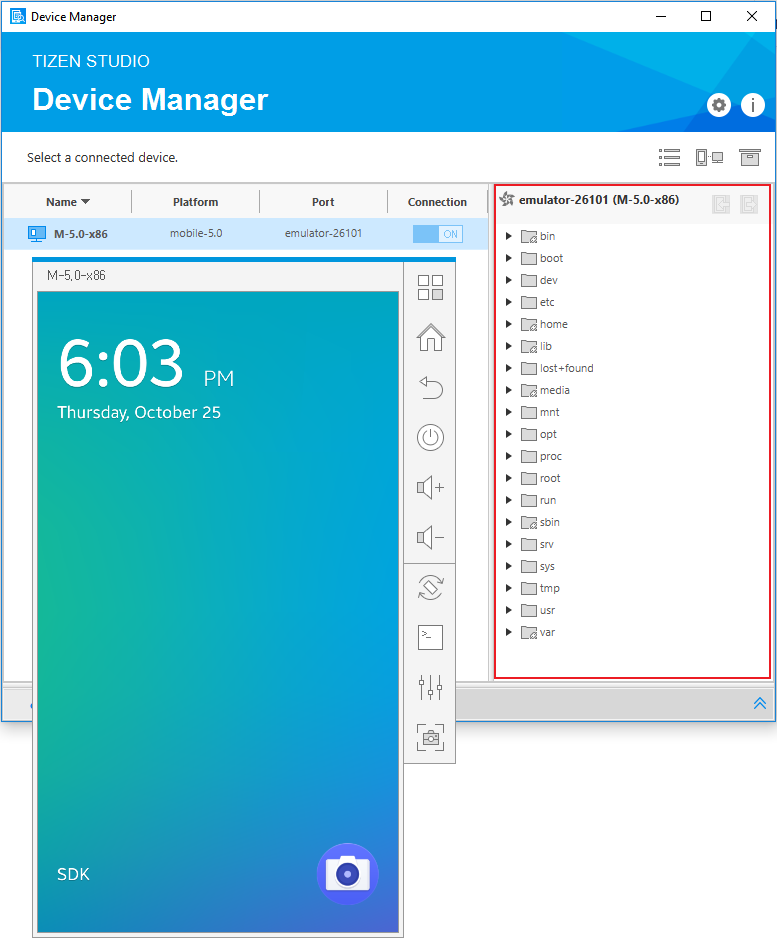 Device Manager
TIZEN STUDIO
Device Manager
i
Select a connected device.
Name Platform Port Connection
M-5.0-x86 mobile-5.0 emulator-26101 ON
emulator-26101 (M-5.0-x86)
bin
boot
dev
etc
home
lib
lost+found
media
mnt
opt
proc
root
run
sbin
srv
sys
tmp
usr
var
M-5,0-x86
6:03 PM
Thursday, October 25
>_
SDK